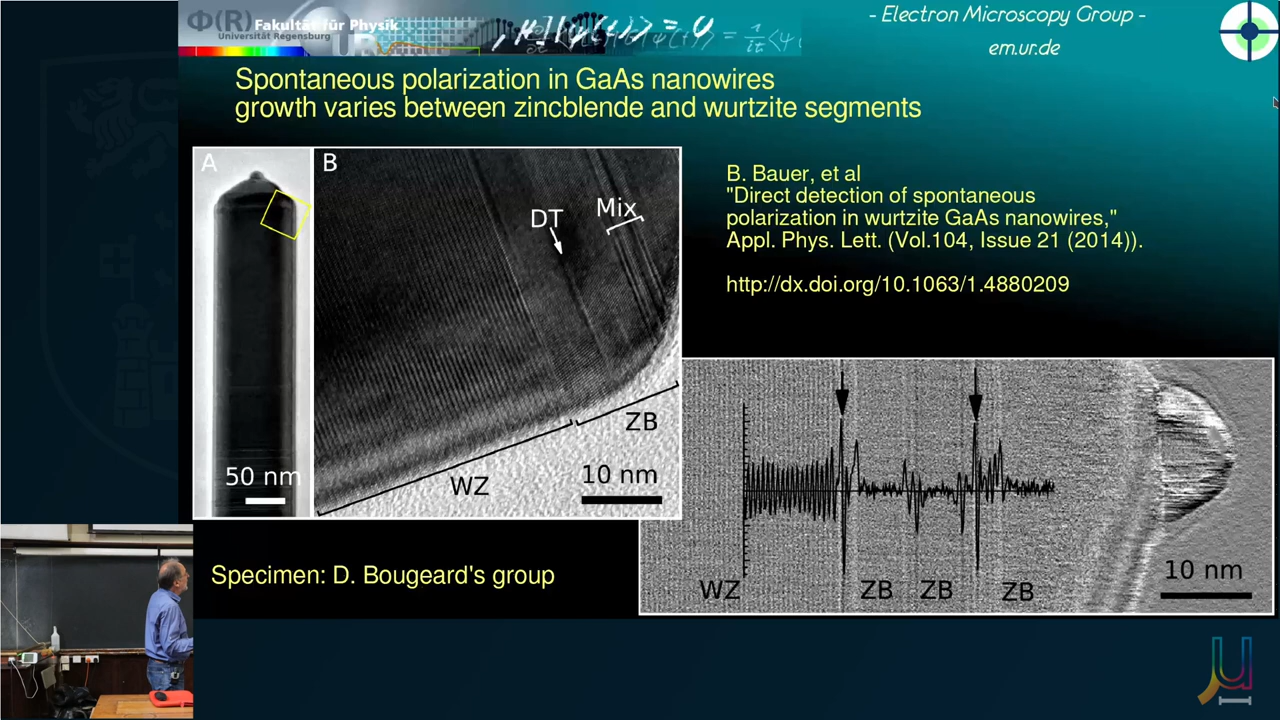 Φ(R) Fakultät für Physik
Universität Regensburg
- Electron Microscopy Group -
em.ur.de
Spontaneous polarization in GaAs nanowires
growth varies between zincblende and wurtzite segments
A
B
DT
Mix
ZB
WZ
50 nm
10 nm
B. Bauer, et al
"Direct detection of spontaneous
polarization in wurtzite GaAs nanowires,"
Appl. Phys. Lett. (Vol.104, Issue 21 (2014)).
http://dx.doi.org/10.1063/1.4880209
WZ
ZB
ZB
ZB
10 nm
Specimen: D. Bougeard's group
μ